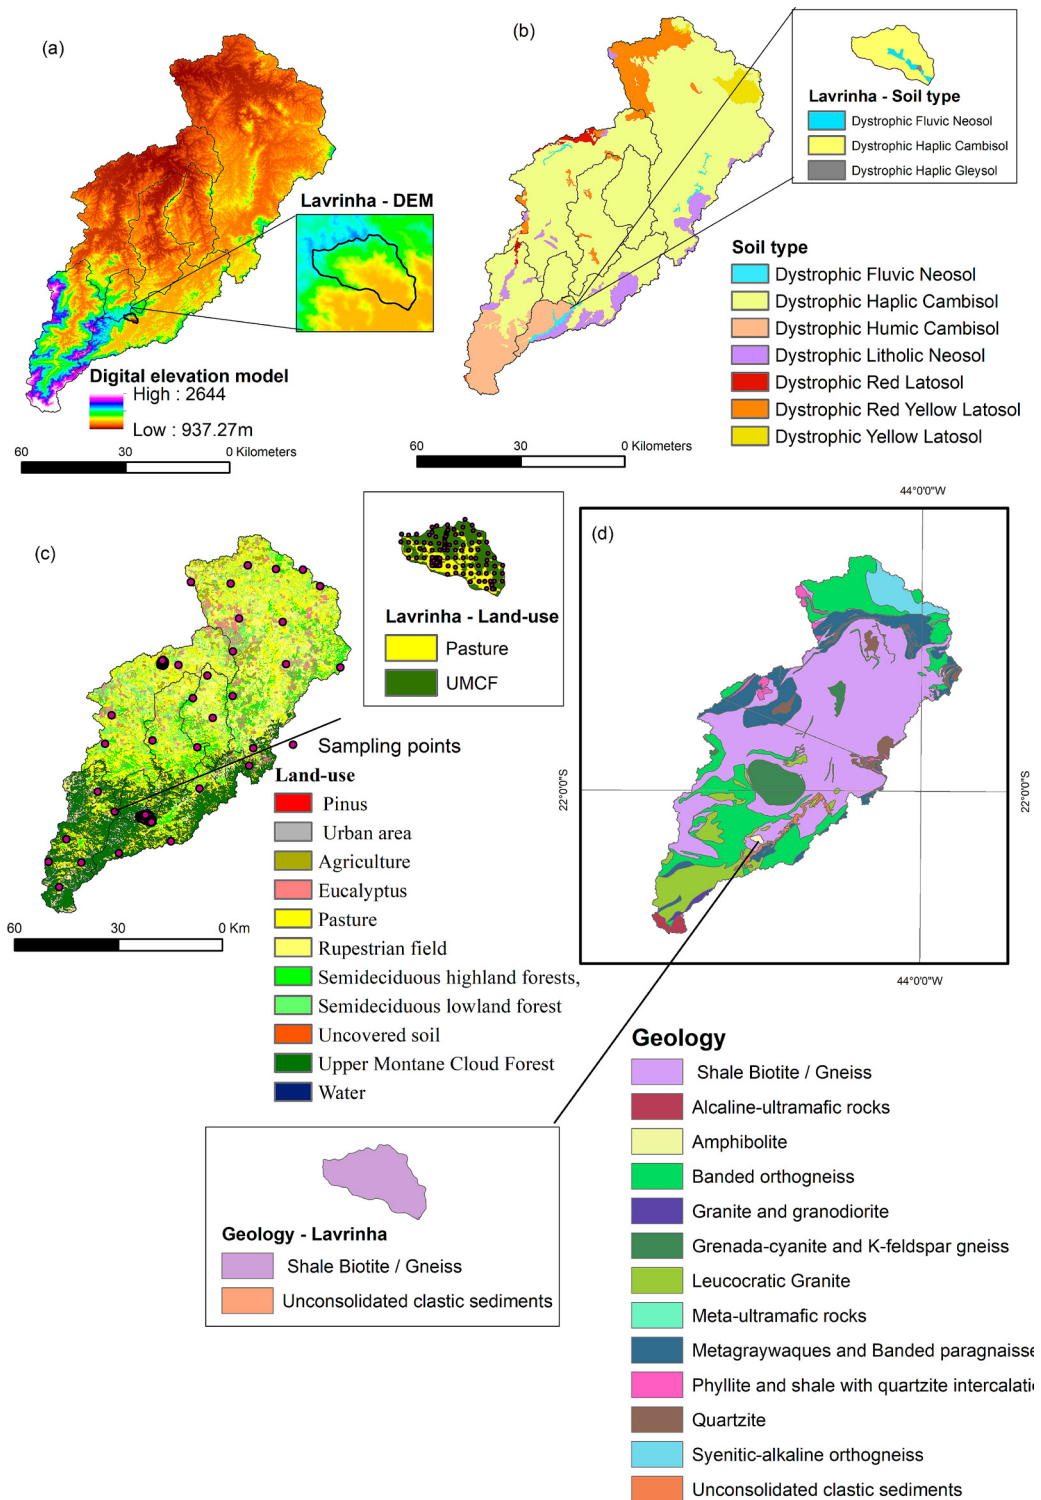 (a)
Lavrinha - DEM
Digital elevation model
High : 2644
Low : 937.27m
60 30 0 Kilometers
(b)
Lavrinha - Soil type
Dystrophic Fluvic Neosol
Dystrophic Haplic Cambisol
Dystrophic Haplic Gleysol
Soil type
Dystrophic Fluvic Neosol
Dystrophic Haplic Cambisol
Dystrophic Humic Cambisol
Dystrophic Litholic Neosol
Dystrophic Red Latosol
Dystrophic Red Yellow Latosol
Dystrophic Yellow Latosol
60 30 0 Kilometers
(c)
Lavrinha - Land-use
Pasture
UMCF
Sampling points
Land-use
Pinus
Urban area
Agriculture
Eucalyptus
Pasture
Rupestrian field
Semideciduous highland forests,
Semideciduous lowland forest
Uncovered soil
Upper Montane Cloud Forest
Water
60 30 0 Km
44°0'0"W
(d)
22°0'0"S
22°0'0"S
44°0'0"W
Geology - Lavrinha
Shale Biotite / Gneiss
Unconsolidated clastic sediments
Geology
Shale Biotite / Gneiss
Alcaline-ultramafic rocks
Amphibolite
Banded orthogneiss
Granite and granodiorite
Grenada-cyanite and K-feldspar gneiss
Leucocratic Granite
Meta-ultramafic rocks
Metagraywaques and Banded paragnaisse
Phyllite and shale with quartzite intercalati
Quartzite
Syenitic-alkaline orthogneiss
Unconsolidated clastic sediments